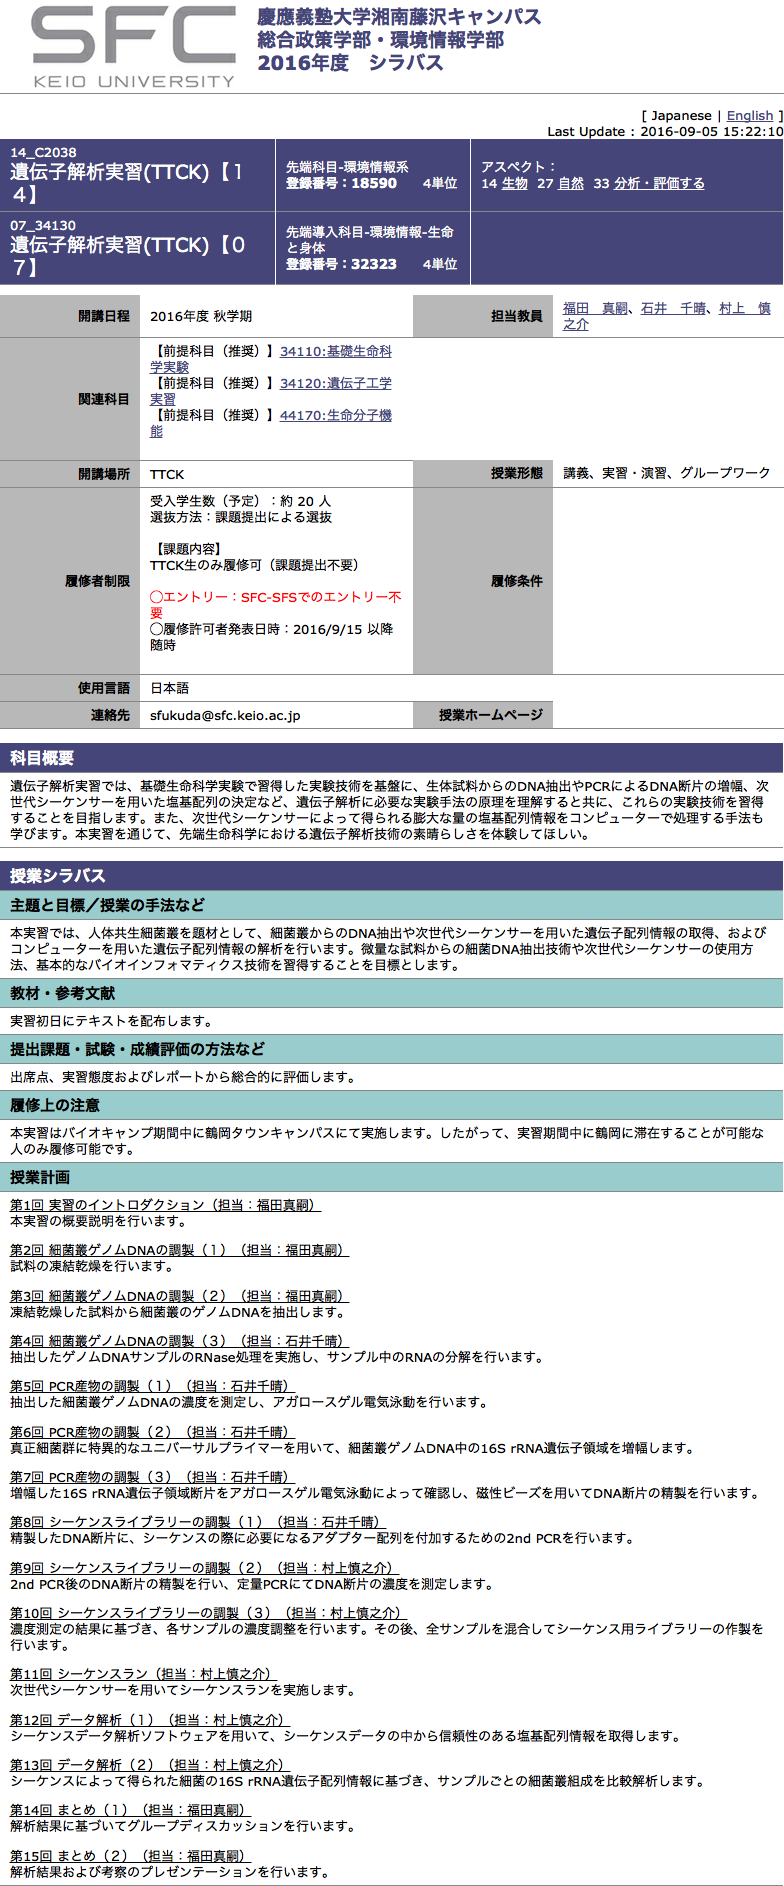 SFC
KEIO UNIVERSITY
慶應義塾大学湘南藤沢キャンパス
総合政策学部・環境情報学部
2016年度　シラバス
[ Japanese | English ]
Last Update : 2016-09-05 15:22:10
14_C2038
遺伝子解析実習(TTCK)【１
４】
先端科目-環境情報系
登録番号：18590　　4単位
アスペクト：
14 生物  27 自然  33 分析・評価する
07_34130
遺伝子解析実習(TTCK)【０
７】
先端導入科目-環境情報-生命
と身体
登録番号：32323　　4単位
開講日程
2016年度 秋学期
担当教員
福田　真嗣、石井　千晴、村上　慎
之介
関連科目
【前提科目（推奨）】34110:基礎生命科
学実験
【前提科目（推奨）】34120:遺伝子工学
実習
【前提科目（推奨）】44170:生命分子機
能
開講場所
TTCK
授業形態
講義、実習・演習、グループワーク
履修者制限
受入学生数（予定）：約 20 人
選抜方法：課題提出による選抜
【課題内容】
TTCK生のみ履修可（課題提出不要）
◯エントリー：SFC-SFSでのエントリー不
要
◯履修許可者発表日時：2016/9/15 以降
随時
履修条件
使用言語
日本語
連絡先
sfukuda@sfc.keio.ac.jp
授業ホームページ
科目概要
遺伝子解析実習では、基礎生命科学実験で習得した実験技術を基盤に、生体試料からのDNA抽出やPCRによるDNA断片の増幅、次
世代シーケンサーを用いた塩基配列の決定など、遺伝子解析に必要な実験手法の原理を理解すると共に、これらの実験技術を習得
することを目指します。また、次世代シーケンサーによって得られる膨大な量の塩基配列情報をコンピューターで処理する手法も
学びます。本実習を通じて、先端生命科学における遺伝子解析技術の素晴らしさを体験してほしい。
授業シラバス
主題と目標／授業の手法など
本実習では、人体共生細菌叢を題材として、細菌叢からのDNA抽出や次世代シーケンサーを用いた遺伝子配列情報の取得、および
コンピューターを用いた遺伝子配列情報の解析を行います。微量な試料からの細菌DNA抽出技術や次世代シーケンサーの使用方
法、基本的なバイオインフォマティクス技術を習得することを目標とします。
教材・参考文献
実習初日にテキストを配布します。
提出課題・試験・成績評価の方法など
出席点、実習態度およびレポートから総合的に評価します。
履修上の注意
本実習はバイオキャンプ期間中に鶴岡タウンキャンパスにて実施します。したがって、実習期間中に鶴岡に滞在することが可能な
人のみ履修可能です。
授業計画
第1回 実習のイントロダクション（担当：福田真嗣）
本実習の概要説明を行います。
第2回 細菌叢ゲノムDNAの調製（１）（担当：福田真嗣）
試料の凍結乾燥を行います。
第3回 細菌叢ゲノムDNAの調製（２）（担当：福田真嗣）
凍結乾燥した試料から細菌叢のゲノムDNAを抽出します。
第4回 細菌叢ゲノムDNAの調製（３）（担当：石井千晴）
抽出したゲノムDNAサンプルのRNase処理を実施し、サンプル中のRNAの分解を行います。
第5回 PCR産物の調製（１）（担当：石井千晴）
抽出した細菌叢ゲノムDNAの濃度を測定し、アガロースゲル電気泳動を行います。
第6回 PCR産物の調製（２）（担当：石井千晴）
真正細菌群に特異的なユニバーサルプライマーを用いて、細菌叢ゲノムDNA中の16S rRNA遺伝子領域を増幅します。
第7回 PCR産物の調製（３）（担当：石井千晴）
増幅した16S rRNA遺伝子領域断片をアガロースゲル電気泳動によって確認し、磁性ビーズを用いてDNA断片の精製を行います。
第8回 シーケンスライブラリーの調製（１）（担当：石井千晴）
精製したDNA断片に、シーケンスの際に必要になるアダプター配列を付加するための2nd PCRを行います。
第9回 シーケンスライブラリーの調製（２）（担当：村上慎之介）
2nd PCR後のDNA断片の精製を行い、定量PCRにてDNA断片の濃度を測定します。
第10回 シーケンスライブラリーの調製（３）（担当：村上慎之介）
濃度測定の結果に基づき、各サンプルの濃度調整を行います。その後、全サンプルを混合してシーケンス用ライブラリーの作製を
行います。
第11回 シーケンスラン（担当：村上慎之介）
次世代シーケンサーを用いてシーケンスランを実施します。
第12回 データ解析（１）（担当：村上慎之介）
シーケンスデータ解析ソフトウェアを用いて、シーケンスデータの中から信頼性のある塩基配列情報を取得します。
第13回 データ解析（２）（担当：村上慎之介）
シーケンスによって得られた細菌の16S rRNA遺伝子配列情報に基づき、サンプルごとの細菌叢組成を比較解析します。
第14回 まとめ（１）（担当：福田真嗣）
解析結果に基づいてグループディスカッションを行います。
第15回 まとめ（２）（担当：福田真嗣）
解析結果および考察のプレゼンテーションを行います。